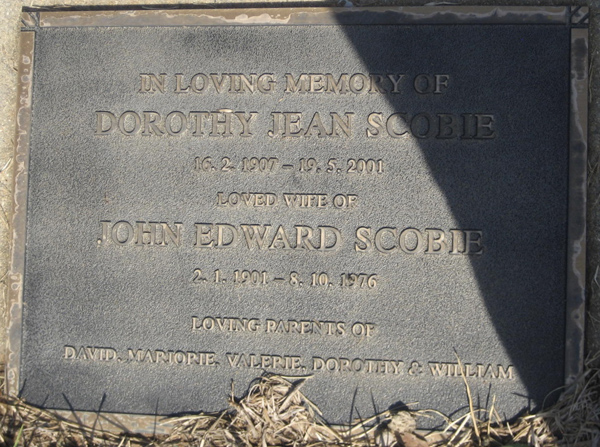 IN LOVING MEMORY OF
DOROTHY JEAN SCOBIE
16. 2. 1907 – 19. 5. 2001
LOVED WIFE OF
JOHN EDWARD SCOBIE
2. 1. 1901 – 8. 10. 1976
LOVING PARENTS OF
DAVID, MARJORIE, VALERIE, DOROTHY & WILLIAM